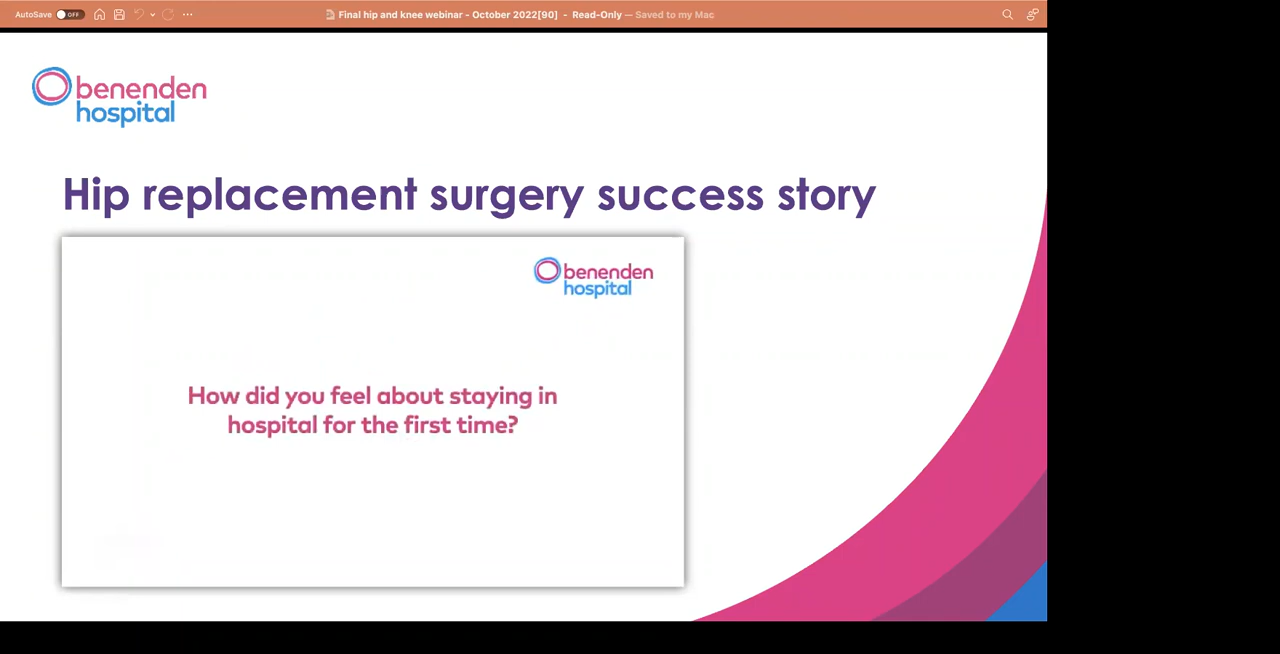 AutoSave OFF
Final hip and knee webinar - October 2022[90] - Read-Only — Saved to my Mac
benenden
hospital
Hip replacement surgery success story
benenden
hospital
How did you feel about staying in
hospital for the first time?